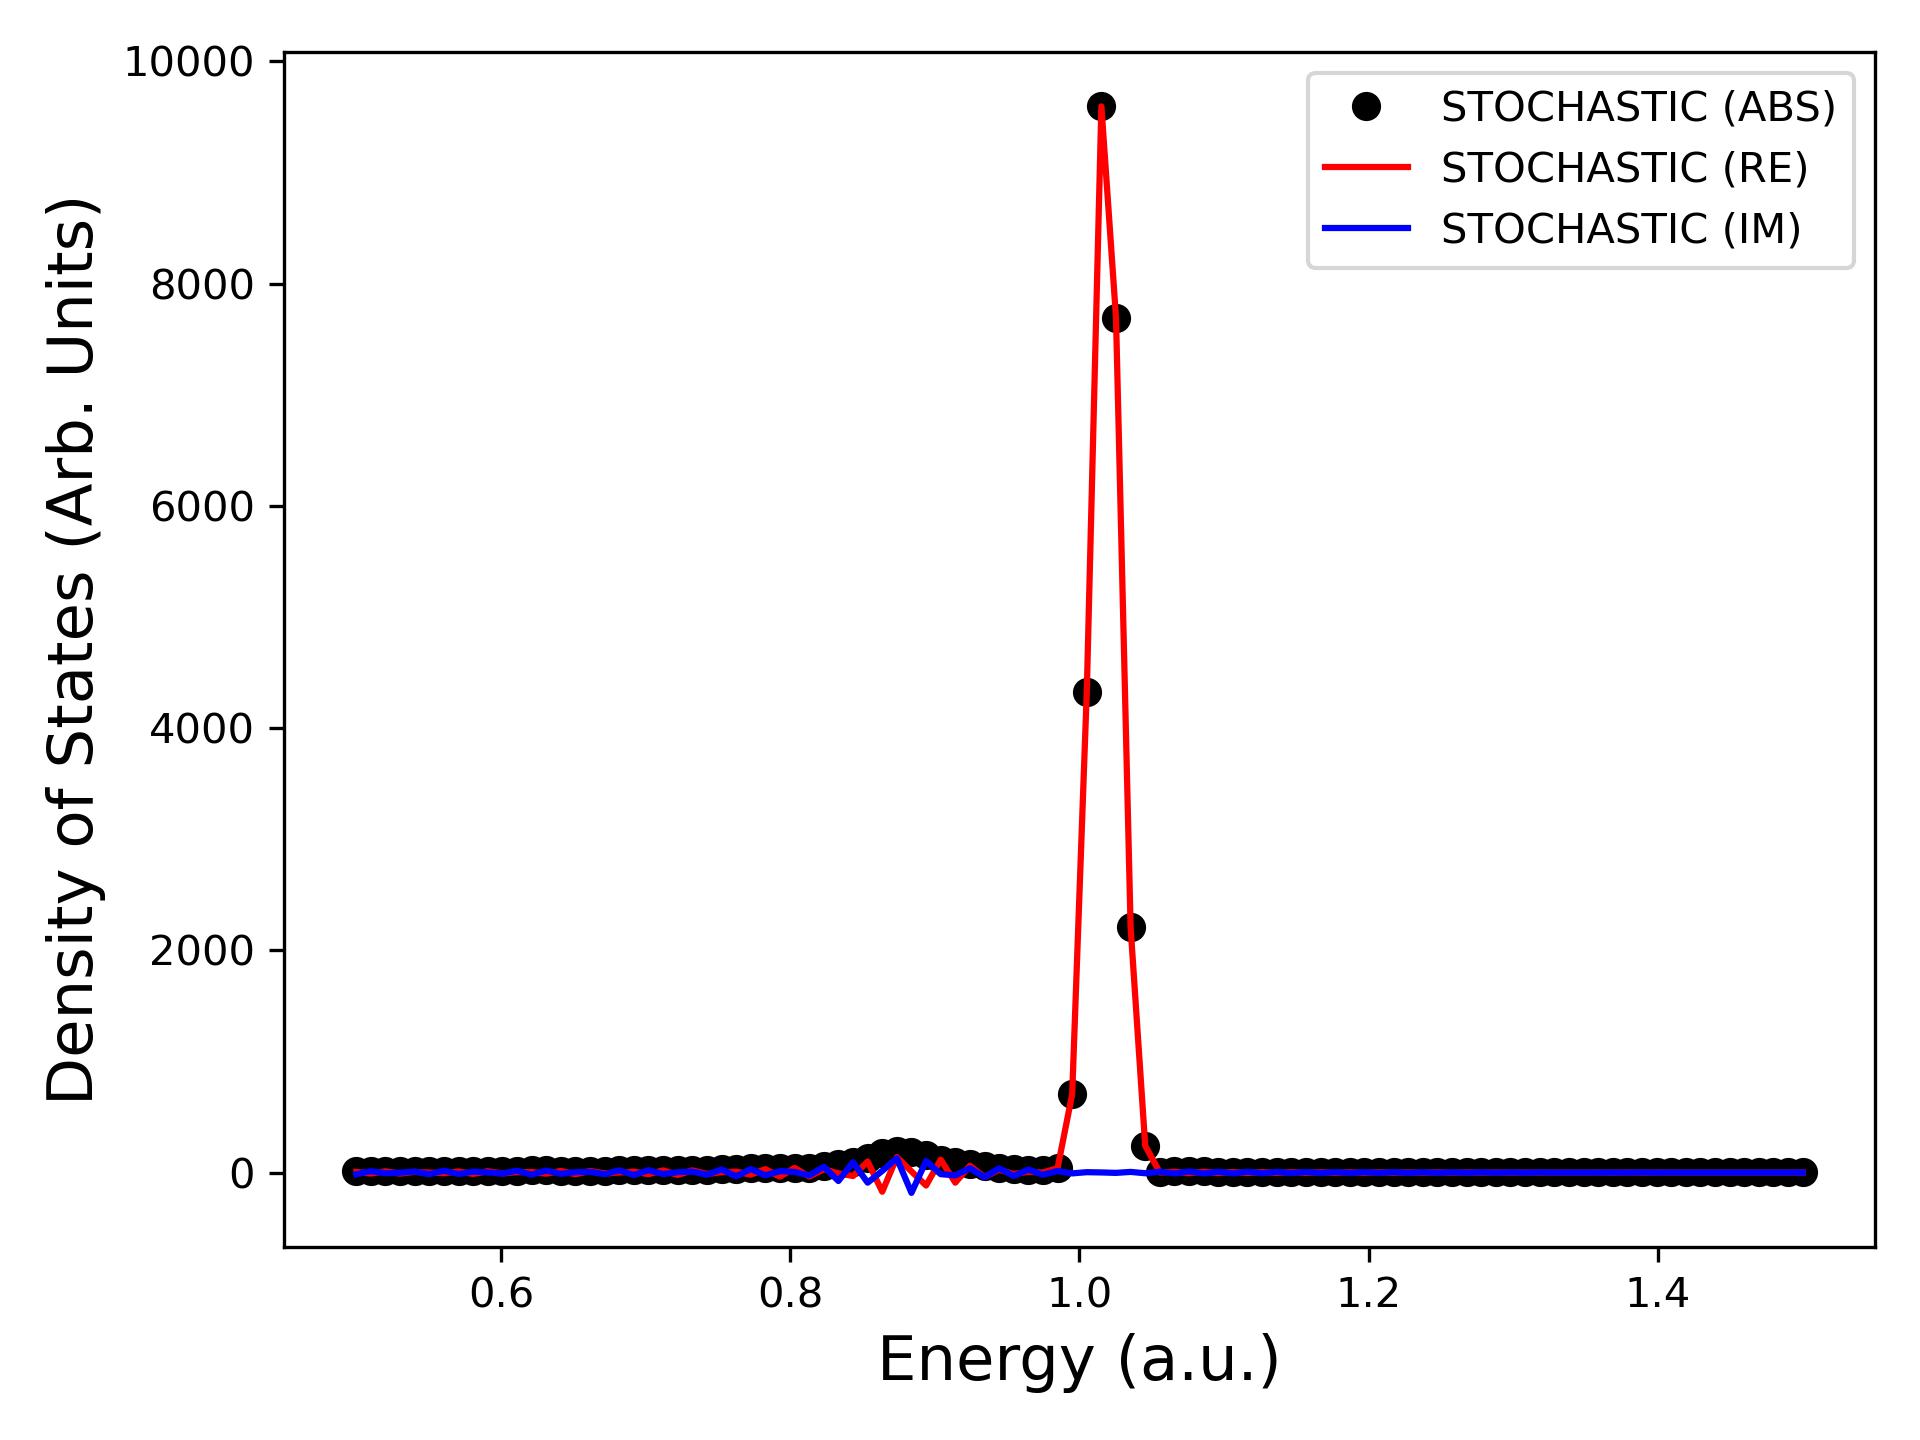 10000
8000
6000
4000
2000
0
Density of States (Arb. Units)
STOCHASTIC (ABS)
STOCHASTIC (RE)
STOCHASTIC (IM)
0.6 0.8 1.0 1.2 1.4
Energy (a.u.)